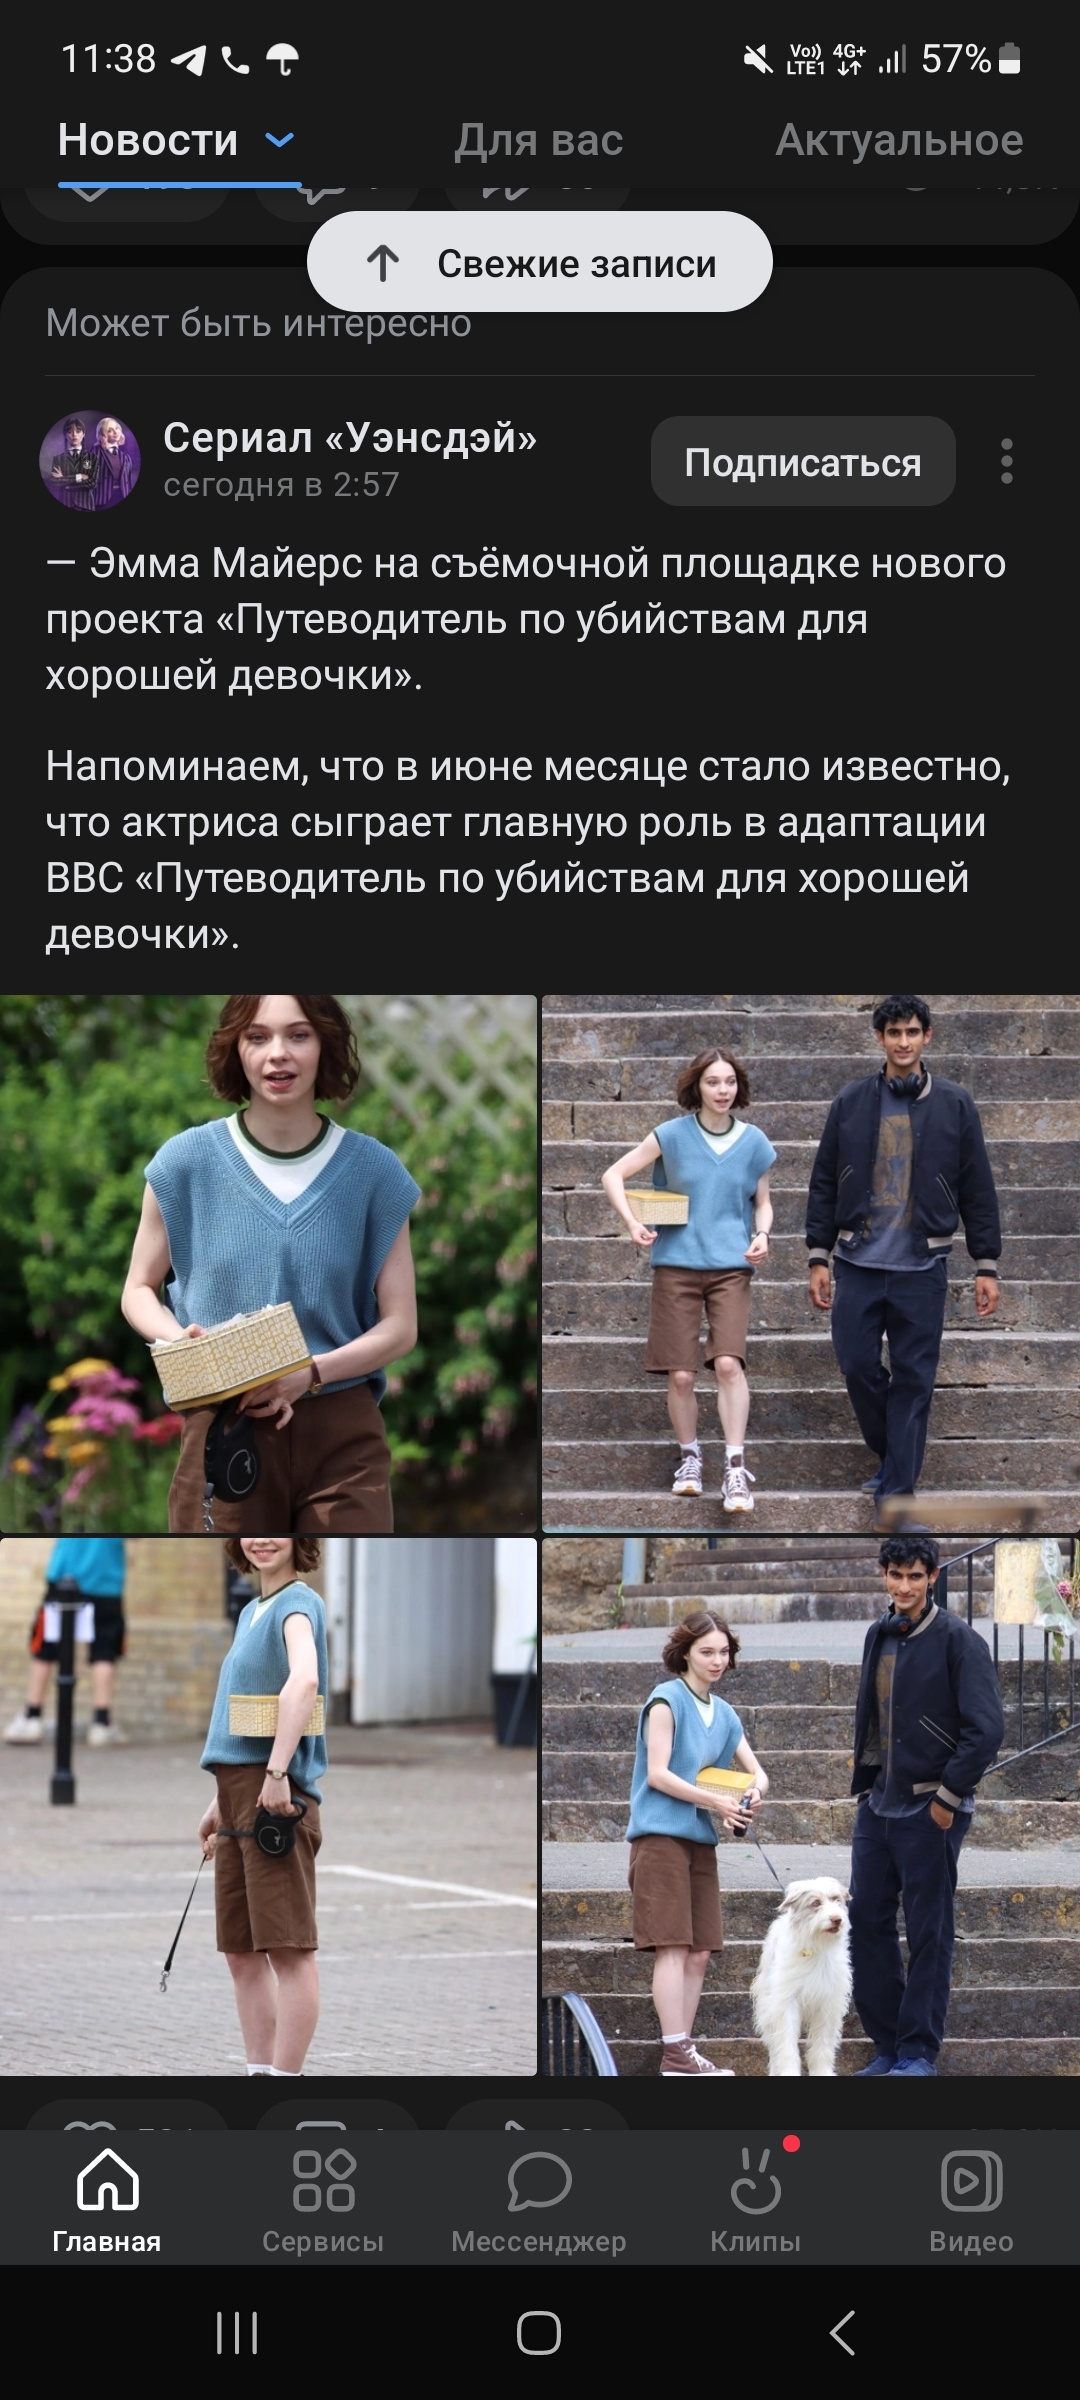 11:38
Vo)) LTE1 4G+ 57%
Новости Для вас Актуальное
Свежие записи
Может быть интересно
Сериал «Уэнсдэй»
сегодня в 2:57
Подписаться
— Эмма Майерс на съёмочной площадке нового
проекта «Путеводитель по убийствам для
хорошей девочки».
Напоминаем, что в июне месяце стало известно,
что актриса сыграет главную роль в адаптации
BBC «Путеводитель по убийствам для хорошей
девочки».
Главная Сервисы Мессенджер Клипы Видео